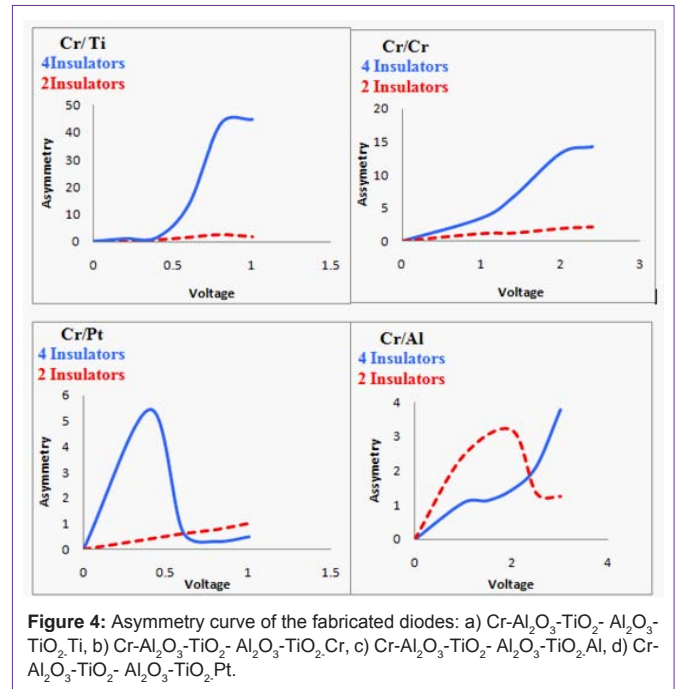 Cr/Ti
4Insulators
2Insulators
50
40
30
20
10
0
Asymmetry
0 0.5 1 1.5
Voltage
Cr/Cr
4 Insulators
2 Insulators
20
15
10
5
0
Assymetry
0 1 2 3
Voltage
Cr/Pt
4 Insulators
2 Insulators
6
5
4
3
2
1
0
Asymmetry
0 0.5 1 1.5
Voltage
Cr/Al
4 Insulators
2 Insulators
4
3
2
1
0
Asymmetry
0 2 4
Voltage
Figure 4: Asymmetry curve of the fabricated diodes: a) Cr-Al₂O₃-TiO₂- Al₂O₃-
TiO₂-Ti, b) Cr-Al₂O₃-TiO₂- Al₂O₃-TiO₂-Cr, c) Cr-Al₂O₃-TiO₂- Al₂O₃-TiO₂-Al, d) Cr-
Al₂O₃-TiO₂- Al₂O₃-TiO₂-Pt.